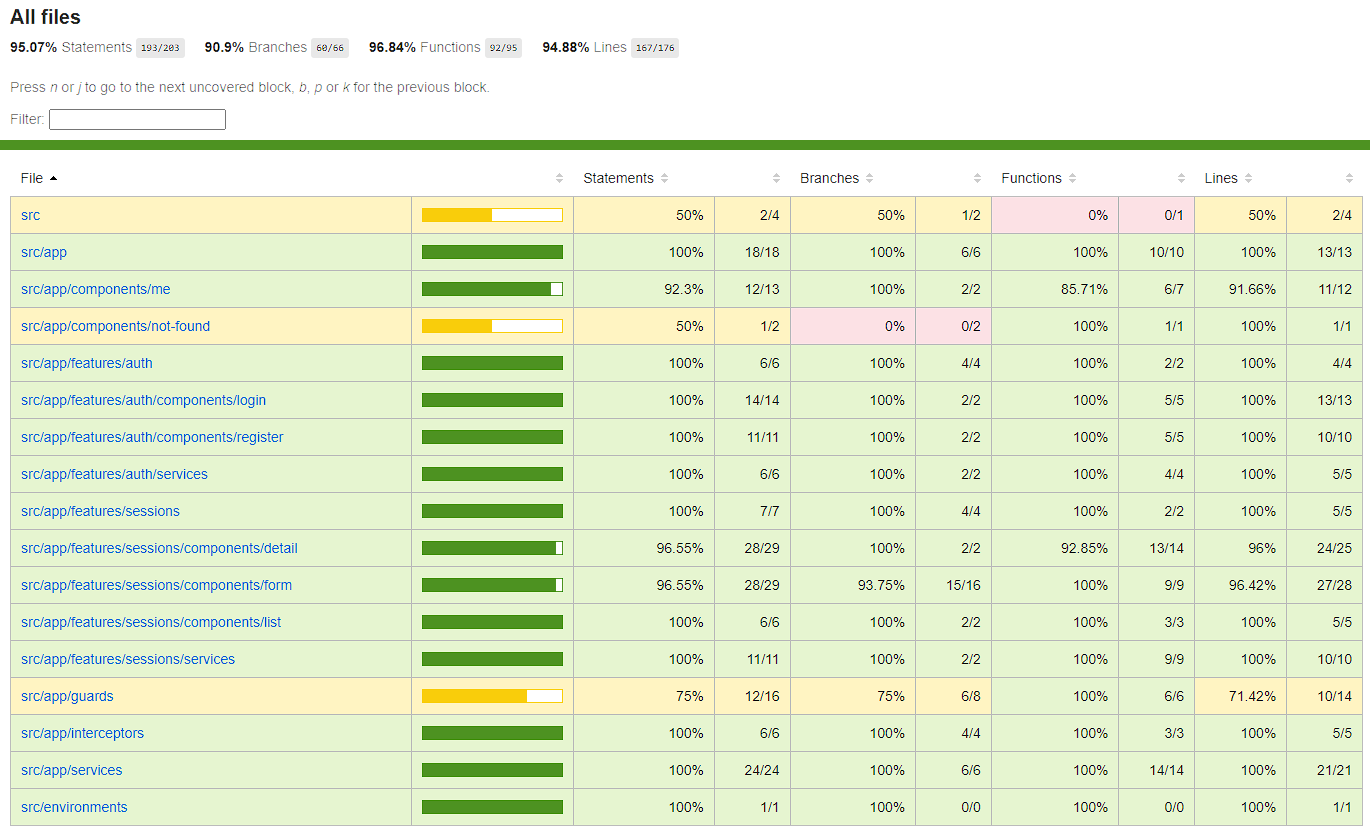 All files
95.07% Statements 193/203 90.9% Branches 60/66 96.84% Functions 92/95 94.88% Lines 167/176
Press n or j to go to the next uncovered block, b, p or k for the previous block.
Filter:
File Statements Branches Functions Lines
src 50% 2/4 50% 1/2 0% 0/1 50% 2/4
src/app 100% 18/18 100% 6/6 100% 10/10 100% 13/13
src/app/components/me 92.3% 12/13 100% 2/2 85.71% 6/7 91.66% 11/12
src/app/components/not-found 50% 1/2 0% 0/2 100% 1/1 100% 1/1
src/app/features/auth 100% 6/6 100% 4/4 100% 2/2 100% 4/4
src/app/features/auth/components/login 100% 14/14 100% 2/2 100% 5/5 100% 13/13
src/app/features/auth/components/register 100% 11/11 100% 2/2 100% 5/5 100% 10/10
src/app/features/auth/services 100% 6/6 100% 2/2 100% 4/4 100% 5/5
src/app/features/sessions 100% 7/7 100% 4/4 100% 2/2 100% 5/5
src/app/features/sessions/components/detail 96.55% 28/29 100% 2/2 92.85% 13/14 96% 24/25
src/app/features/sessions/components/form 96.55% 28/29 93.75% 15/16 100% 9/9 96.42% 27/28
src/app/features/sessions/components/list 100% 6/6 100% 2/2 100% 3/3 100% 5/5
src/app/features/sessions/services 100% 11/11 100% 2/2 100% 9/9 100% 10/10
src/app/guards 75% 12/16 75% 6/8 100% 6/6 71.42% 10/14
src/app/interceptors 100% 6/6 100% 4/4 100% 3/3 100% 5/5
src/app/services 100% 24/24 100% 6/6 100% 14/14 100% 21/21
src/environments 100% 1/1 100% 0/0 100% 0/0 100% 1/1